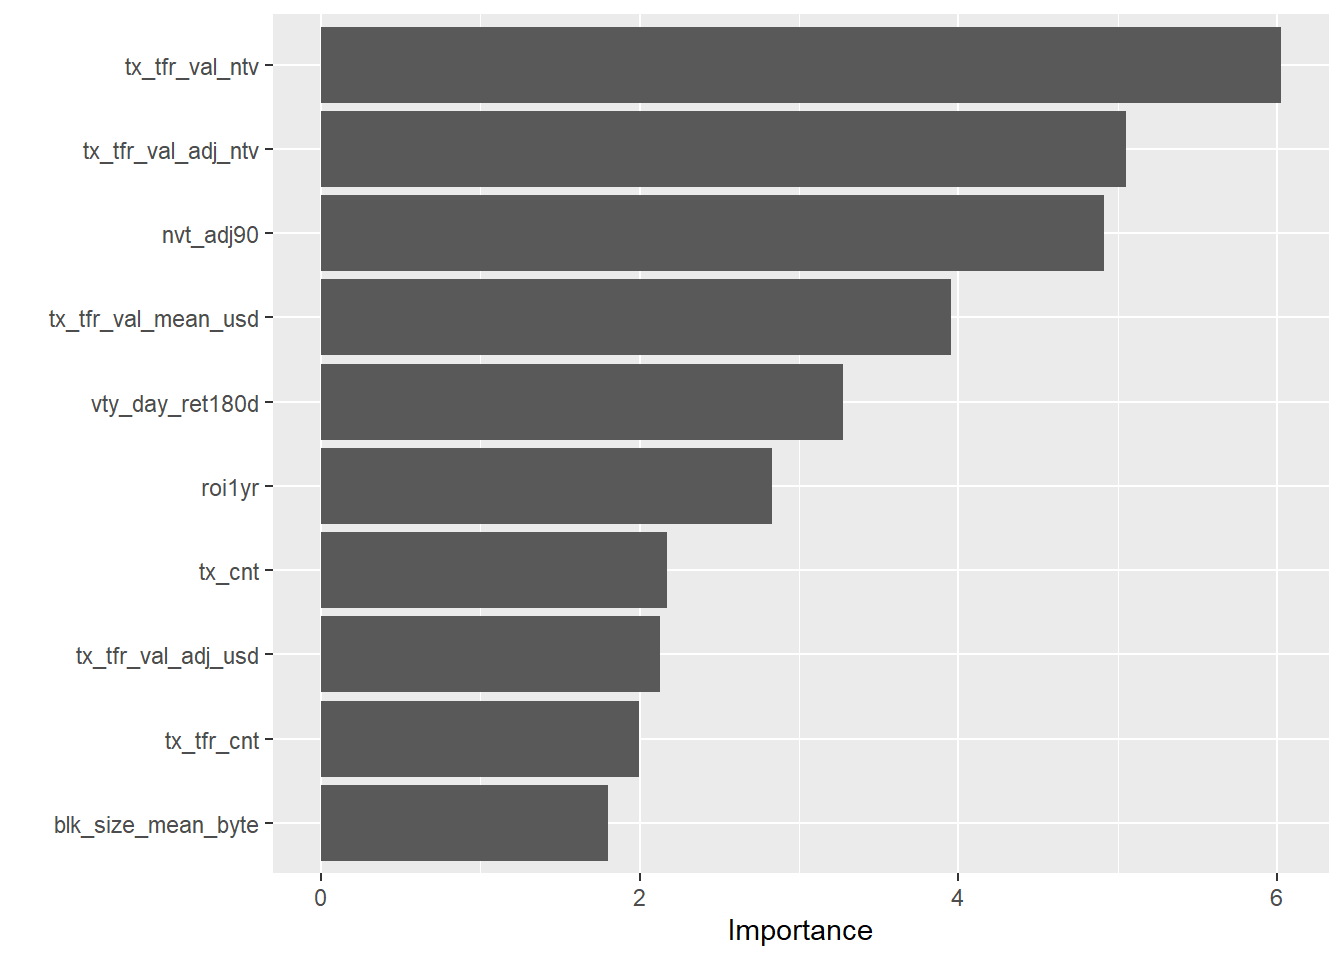 tx_tfr_val_ntv
tx_tfr_val_adj_ntv
nvt_adj90
tx_tfr_val_mean_usd
vty_day_ret180d
roi1yr
tx_cnt
tx_tfr_val_adj_usd
tx_tfr_cnt
blk_size_mean_byte
0 2 4 6
Importance